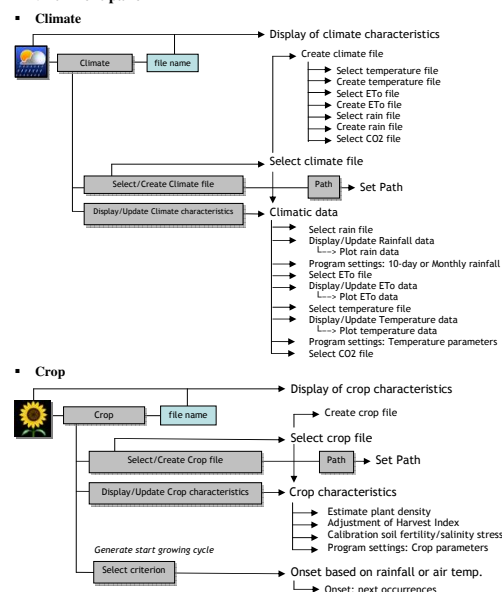 ▪ Climate
Display of climate characteristics
Climate
file name
Create climate file
Select temperature file
Create temperature file
Select ETo file
Create ETo file
Select rain file
Create rain file
Select CO2 file
Select climate file
Select/Create Climate file
Path
Set Path
Display/Update Climate characteristics
Climatic data
Select rain file
Display/Update Rainfall data
Plot rain data
Program settings: 10-day or Monthly rainfall
Select ETo file
Display/Update ETo data
Plot ETo data
Select temperature file
Display/Update Temperature data
Plot temperature data
Program settings: Temperature parameters
Select CO2 file
▪ Crop
Display of crop characteristics
Crop
file name
Create crop file
Select crop file
Select/Create Crop file
Path
Set Path
Display/Update Crop characteristics
Crop characteristics
Estimate plant density
Adjustment of Harvest Index
Calibration soil fertility/salinity stress
Program settings: Crop parameters
Generate start growing cycle
Select criterion
Onset based on rainfall or air temp.
Onset: next occurrences